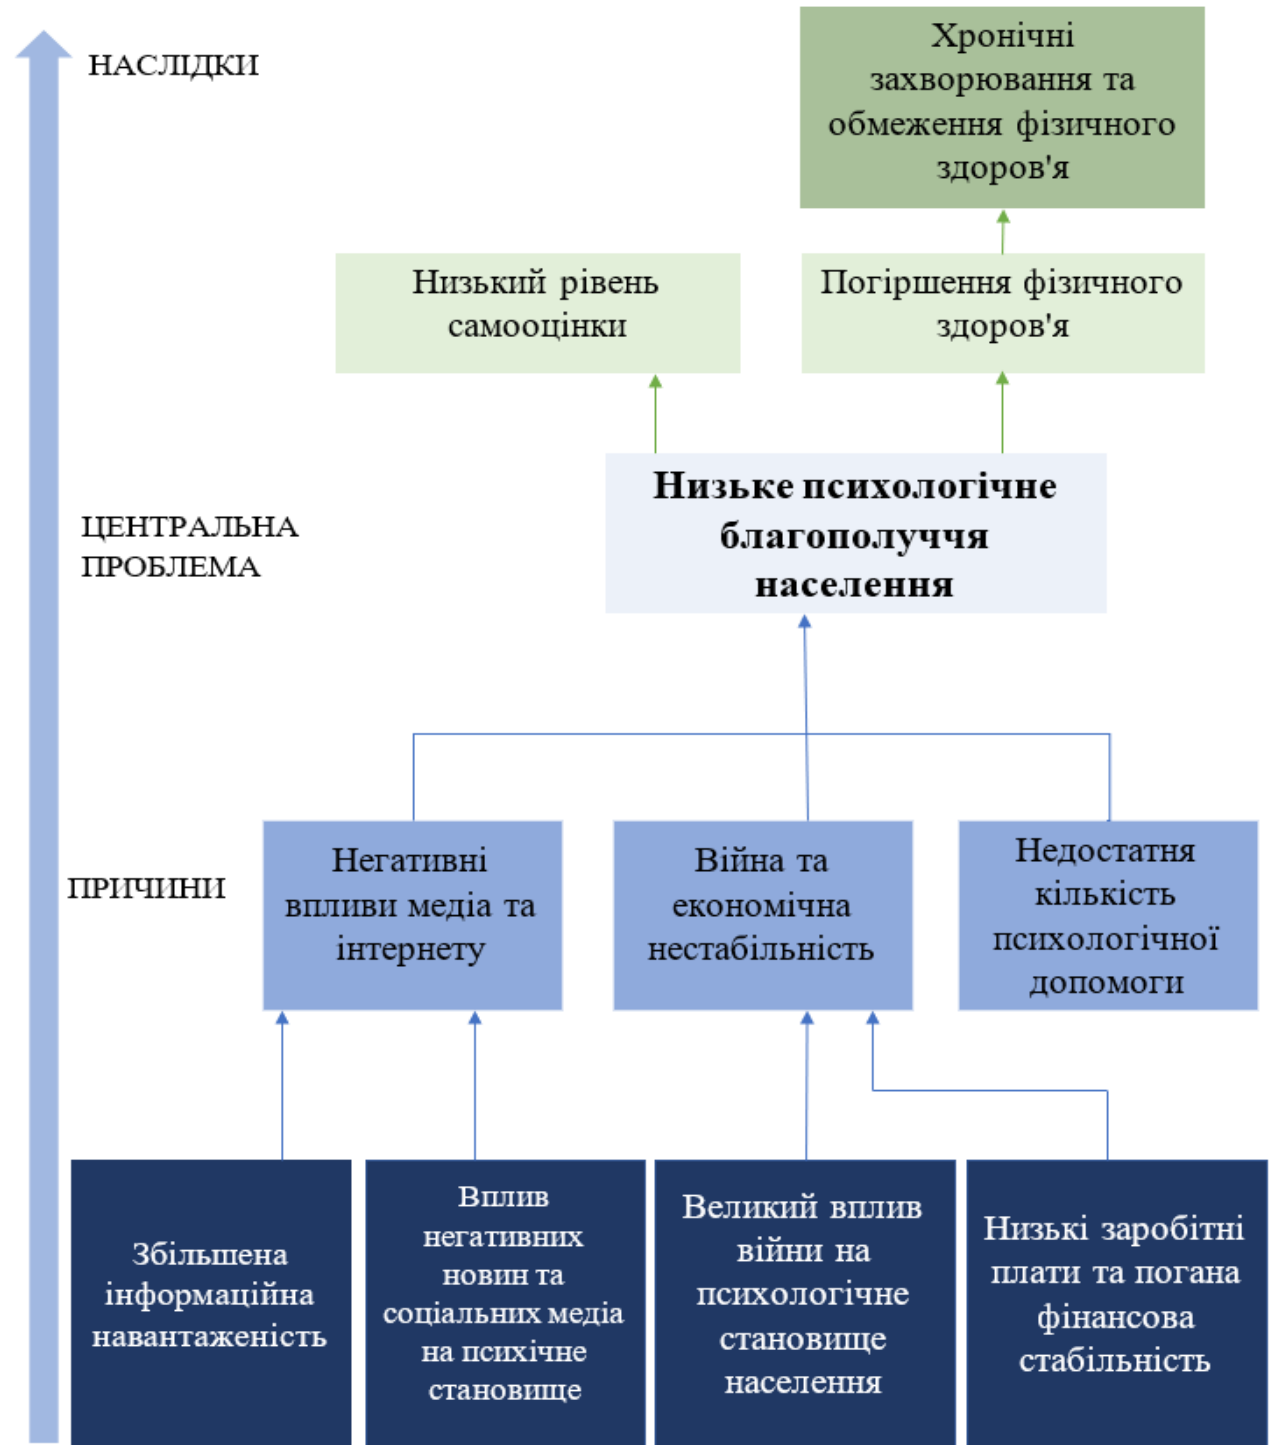 НАСЛІДКИ
Хронічні
захворювання та
обмеження фізичного
здоров'я
Низький рівень
самооцінки
Погіршення фізичного
здоров'я
ЦЕНТРАЛЬНА
ПРОБЛЕМА
Низьке психологічне
благополуччя
населення
ПРИЧИНИ
Негативні
впливи медіа та
інтернету
Війна та
економічна
нестабільність
Недостатня
кількість
психологічної
допомоги
Збільшена
інформаційна
навантаженість
Вплив
негативних
новин та
соціальних медіа
на психічне
становище
Великий вплив
війни на
психологічне
становище
населення
Низькі заробітні
плати та погана
фінансова
стабільність